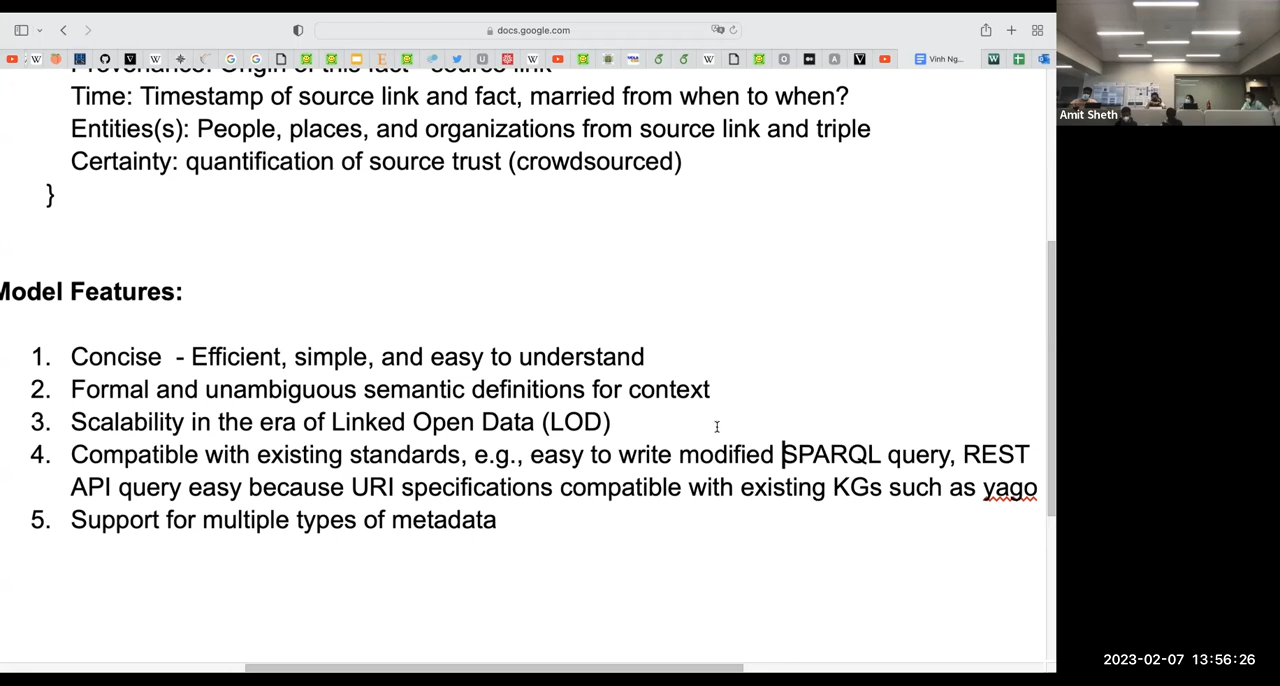 docs.google.com
Vinh Ng...
Amit Sheth
Time: Timestamp of source link and fact, married from when to when?
Entities(s): People, places, and organizations from source link and triple
Certainty: quantification of source trust (crowdsourced)
}
Model Features:
1. Concise - Efficient, simple, and easy to understand
2. Formal and unambiguous semantic definitions for context
3. Scalability in the era of Linked Open Data (LOD)
4. Compatible with existing standards, e.g., easy to write modified SPARQL query, REST
API query easy because URI specifications compatible with existing KGs such as yago
5. Support for multiple types of metadata
2023-02-07 13:56:26